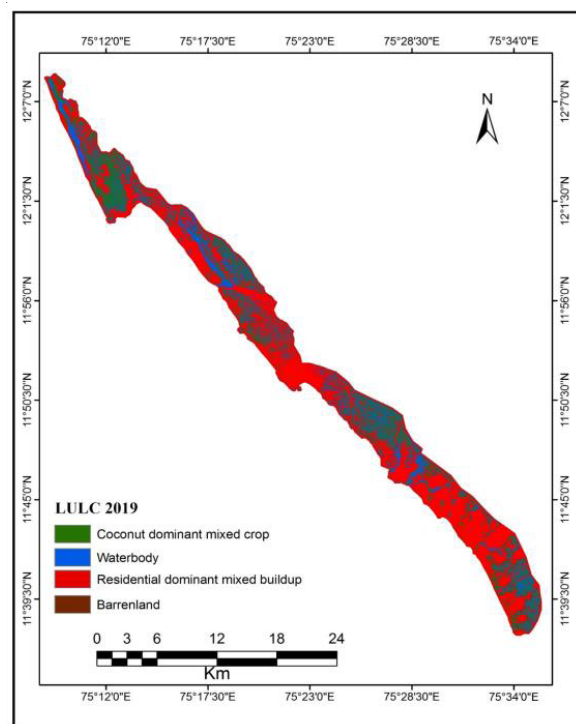 75°12'0"E 75°17'30"E 75°23'0"E 75°28'30"E 75°34'0"E
N
12°7'0"N 12°7'0"N
12°1'30"N 12°1'30"N
11°56'0"N 11°56'0"N
11°50'30"N 11°50'30"N
11°45'0"N 11°45'0"N
11°39'30"N 11°39'30"N
LULC 2019
Coconut dominant mixed crop
Waterbody
Residential dominant mixed buildup
Barrenland
0 3 6 12 18 24
Km
75°12'0"E 75°17'30"E 75°23'0"E 75°28'30"E 75°34'0"E